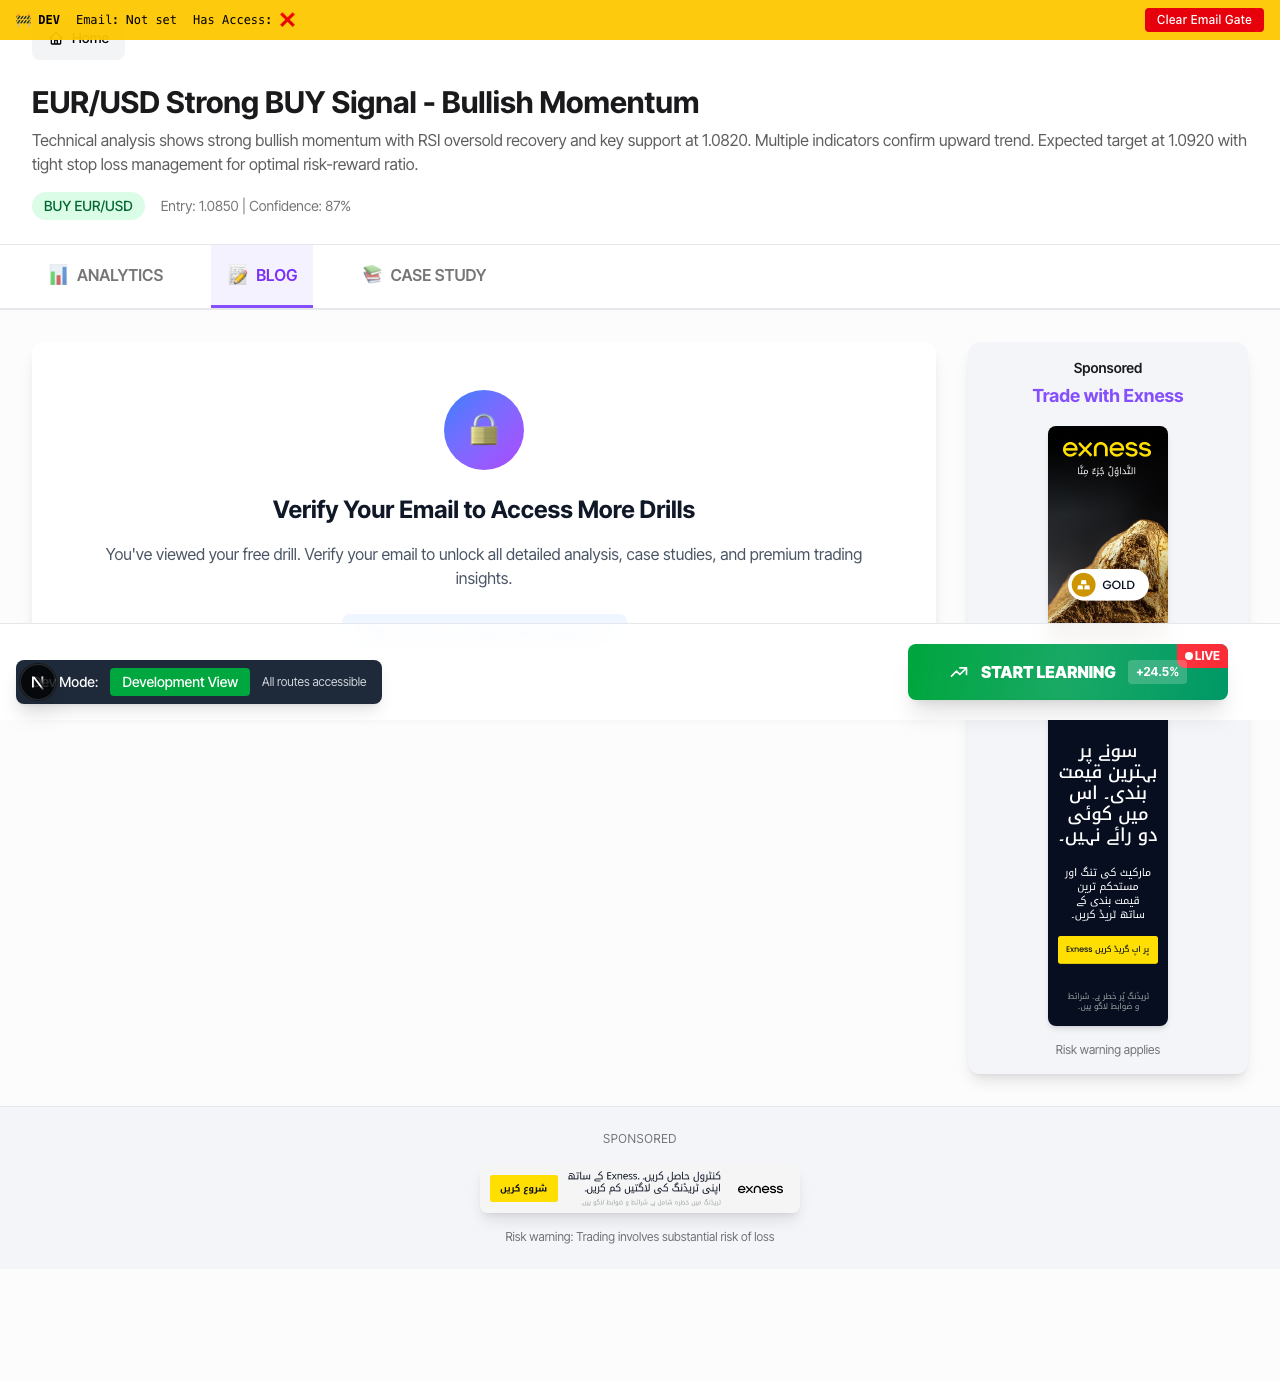 DEV Email: Not set Has Access:
Clear Email Gate
Home
EUR/USD Strong BUY Signal - Bullish Momentum
Technical analysis shows strong bullish momentum with RSI oversold recovery and key support at 1.0820. Multiple indicators confirm upward trend. Expected target at 1.0920 with
tight stop loss management for optimal risk-reward ratio.
BUY EUR/USD
Entry: 1.0850 | Confidence: 87%
ANALYTICS
BLOG
CASE STUDY
Verify Your Email to Access More Drills
You've viewed your free drill. Verify your email to unlock all detailed analysis, case studies, and premium trading
insights.
Sponsored
Trade with Exness
exness
التَّداوُلُ جُزءٌ مِنَّا
GOLD
Mode:
Development View
All routes accessible
START LEARNING
+24.5%
LIVE
سونے پر
بہترین قیمت
بندی۔ اس
میں کوئی
دو رائے نہیں۔
مارکیٹ کی تنگ اور
مستحکم ترین
قیمت بندی کے
ساتھ ٹریڈ کریں۔
Exness پر اپ گریڈ کریں
ٹریڈنگ پُر خطر ہے۔ شرائط
و ضوابط لاگو ہیں۔
Risk warning applies
SPONSORED
کنٹرول حاصل کریں۔ Exness کے ساتھ
اپنی ٹریڈنگ کی لاگتیں کم کریں۔
ٹریڈنگ میں خطرہ شامل ہے۔ شرائط و ضوابط لاگو ہیں۔
شروع کریں
exness
Risk warning: Trading involves substantial risk of loss